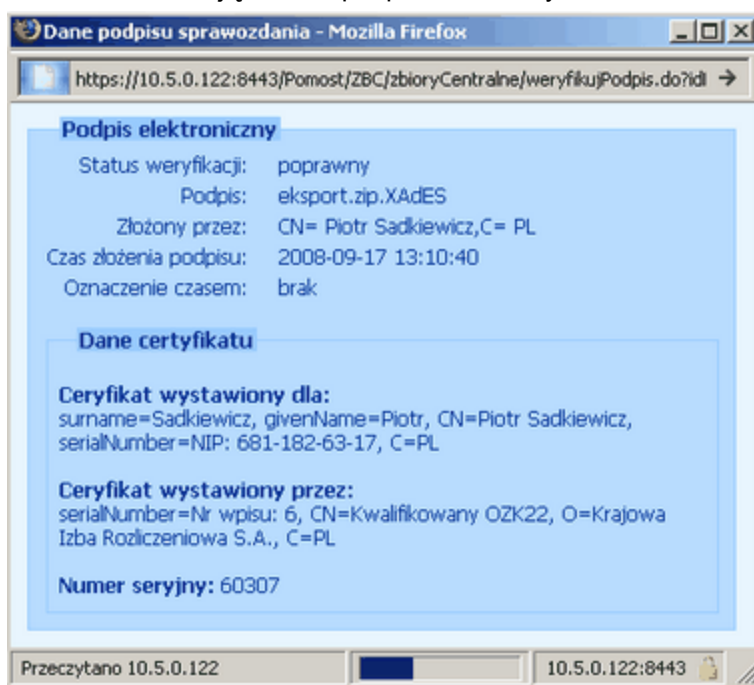 Dane podpisu sprawozdania - Mozilla Firefox
https://10.5.0.122:8443/Pomost/ZBC/zbioryCentralne/weryfikujPodpis.do?idl
Podpis elektroniczny
Status weryfikacji: poprawny
Podpis: eksport.zip.XAdES
Złożony przez: CN= Piotr Sadkiewicz,C= PL
Czas złożenia podpisu: 2008-09-17 13:10:40
Oznaczenie czasem: brak
Dane certyfikatu
Ceryfikat wystawiony dla:
surname=Sadkiewicz, givenName=Piotr, CN=Piotr Sadkiewicz,
serialNumber=NIP: 681-182-63-17, C=PL
Ceryfikat wystawiony przez:
serialNumber=Nr wpisu: 6, CN=Kwalifikowany OZK22, O=Krajowa
Izba Rozliczeniowa S.A., C=PL
Numer seryjny: 60307
Przeczytano 10.5.0.122 10.5.0.122:8443